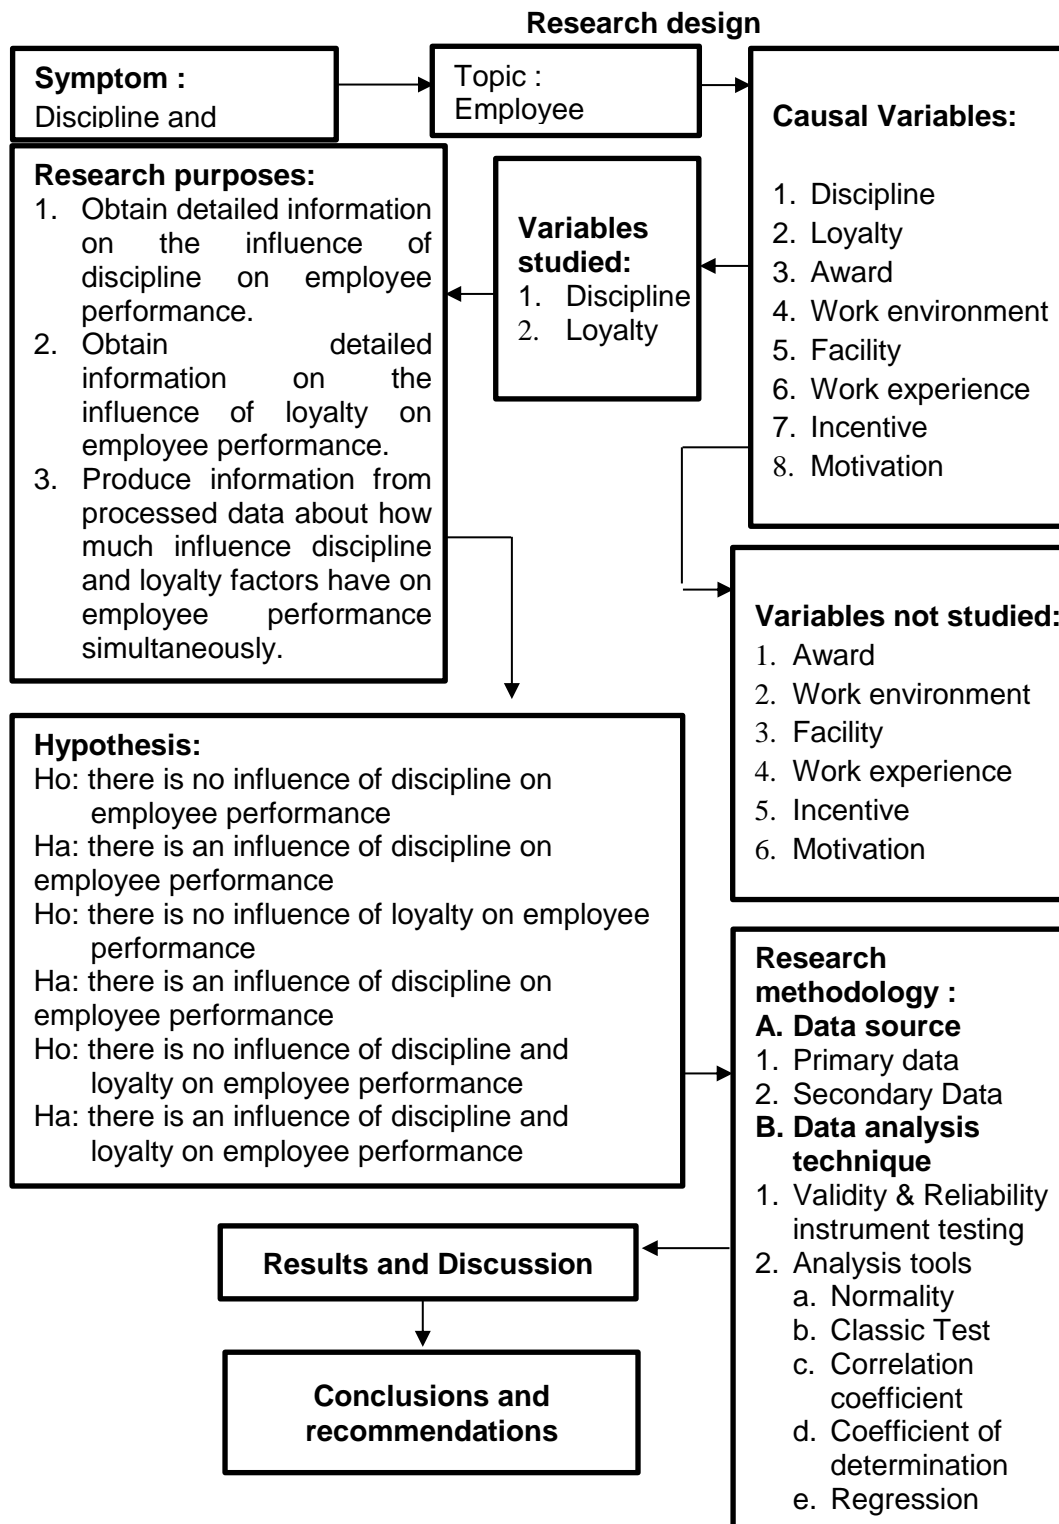 Research design
Symptom :
Discipline and
Topic :
Employee
Causal Variables:
1. Discipline
2. Loyalty
3. Award
4. Work environment
5. Facility
6. Work experience
7. Incentive
8. Motivation
Variables
studied:
1. Discipline
2. Loyalty
Research purposes:
1. Obtain detailed information
on the influence of
discipline on employee
performance.
2. Obtain detailed
information on the
influence of loyalty on
employee performance.
3. Produce information from
processed data about how
much influence discipline
and loyalty factors have on
employee performance
simultaneously.
Variables not studied:
1. Award
2. Work environment
3. Facility
4. Work experience
5. Incentive
6. Motivation
Hypothesis:
Ho: there is no influence of discipline on
employee performance
Ha: there is an influence of discipline on
employee performance
Ho: there is no influence of loyalty on employee
performance
Ha: there is an influence of discipline on
employee performance
Ho: there is no influence of discipline and
loyalty on employee performance
Ha: there is an influence of discipline and
loyalty on employee performance
Research
methodology :
A. Data source
1. Primary data
2. Secondary Data
B. Data analysis
technique
1. Validity & Reliability
instrument testing
2. Analysis tools
a. Normality
b. Classic Test
c. Correlation
coefficient
d. Coefficient of
determination
e. Regression
Results and Discussion
Conclusions and
recommendations